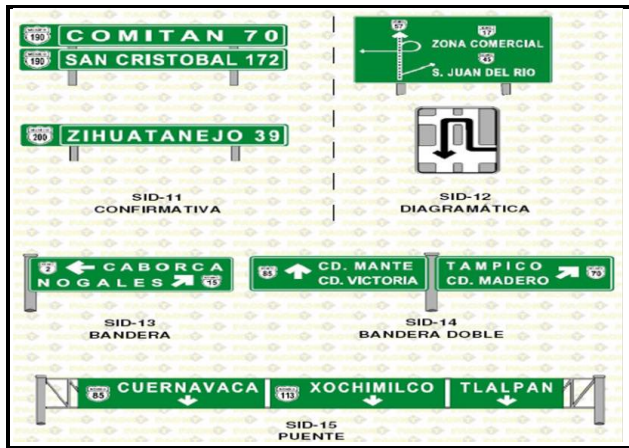 190 COMITAN 70
190 SAN CRISTOBAL 172
200 ZIHUATANEJO 39
SID-11
CONFIRMATIVA
57
17
ZONA COMERCIAL
45
S. JUAN DEL RIO
SID-12
DIAGRAMÁTICA
2 CABORCA
NOGALES 15
SID-13
BANDERA
85 CD. MANTE
CD. VICTORIA
TAMPICO
CD. MADERO 70
SID-14
BANDERA DOBLE
85 CUERNAVACA 113 XOCHIMILCO TLALPAN
SID-15
PUENTE